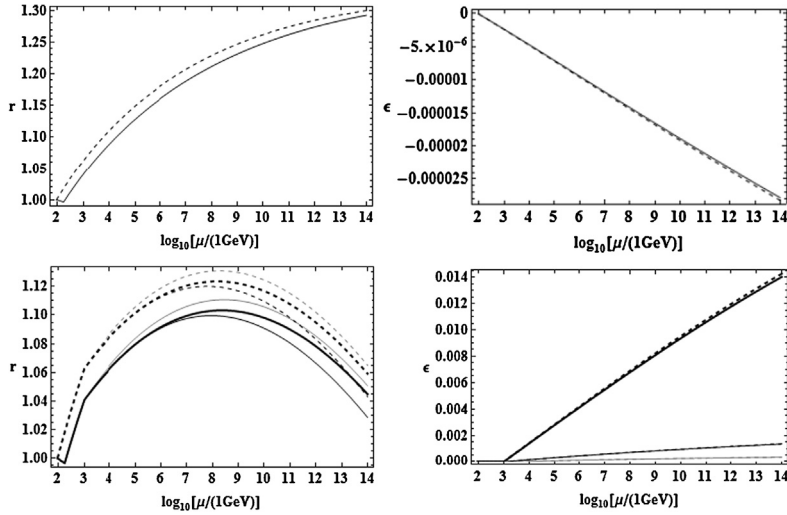 1.30
1.25
1.20
1.15
1.10
1.05
1.00
r
2 3 4 5 6 7 8 9 10 11 12 13 14
log10[μ/(1GeV)]
0
−5.×10−6
−0.00001
−0.000015
−0.00002
−0.000025
ϵ
2 3 4 5 6 7 8 9 10 11 12 13 14
log10[μ/(1GeV)]
1.12
1.10
1.08
1.06
1.04
1.02
1.00
r
2 3 4 5 6 7 8 9 10 11 12 13 14
log10[μ/(1GeV)]
0.014
0.012
0.010
0.008
0.006
0.004
0.002
0.000
ϵ
2 3 4 5 6 7 8 9 10 11 12 13 14
log10[μ/(1GeV)]